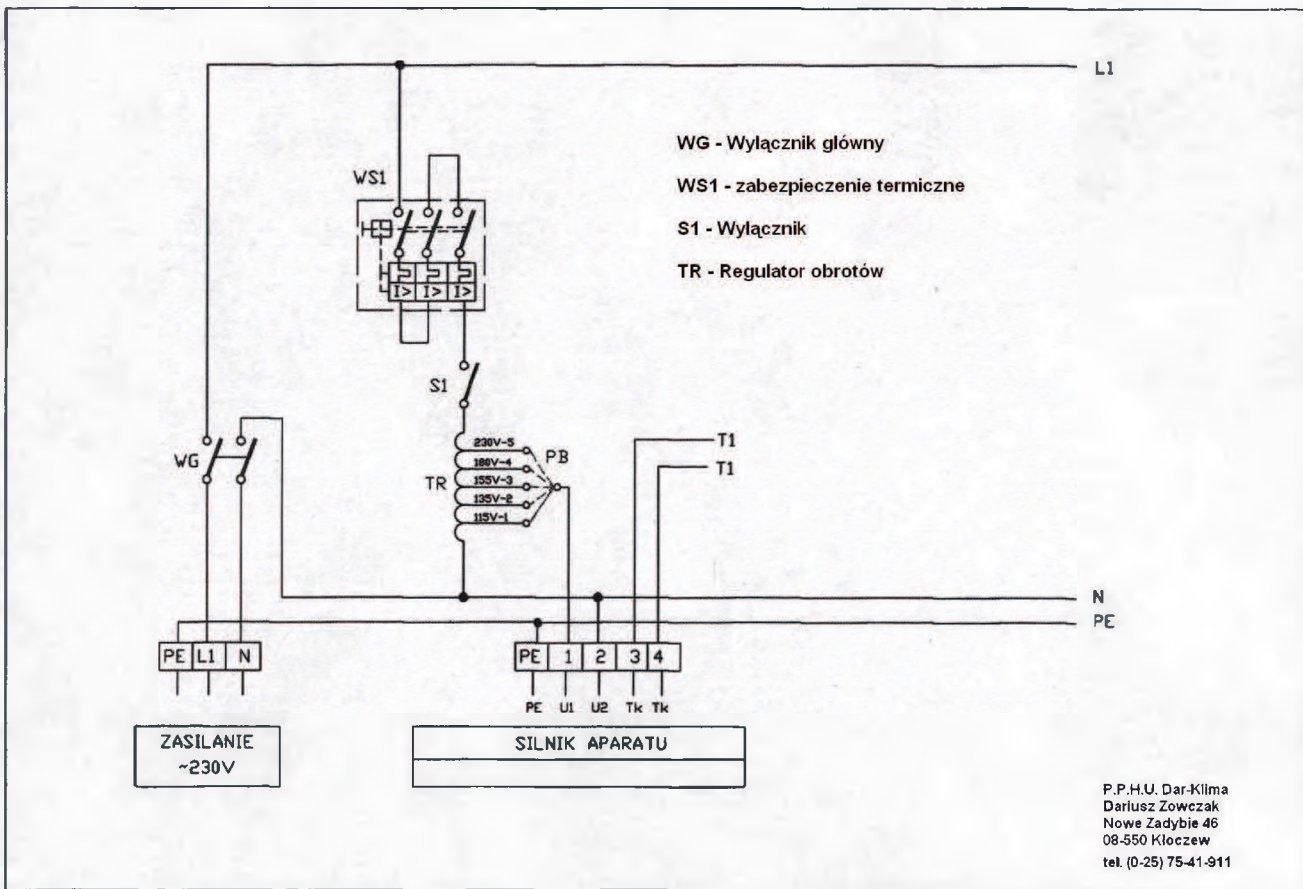 L1
WG - Wyłącznik główny
WS1
WS1 - zabezpieczenie termiczne
S1 - Wyłącznik
TR - Regulator obrotów
I> I> I>
S1
230V-5
180V-4
155V-3
135V-2
115V-1
PB
T1
T1
WG
TR
N
PE
PE L1 N
PE 1 2 3 4
PE U1 U2 Tk Tk
ZASILANIE
~230V
SILNIK APARATU
P.P.H.U. Dar-Klima
Dariusz Zowczak
Nowe Zadybie 46
08-550 Kłoczew
tel. (0-25) 75-41-911